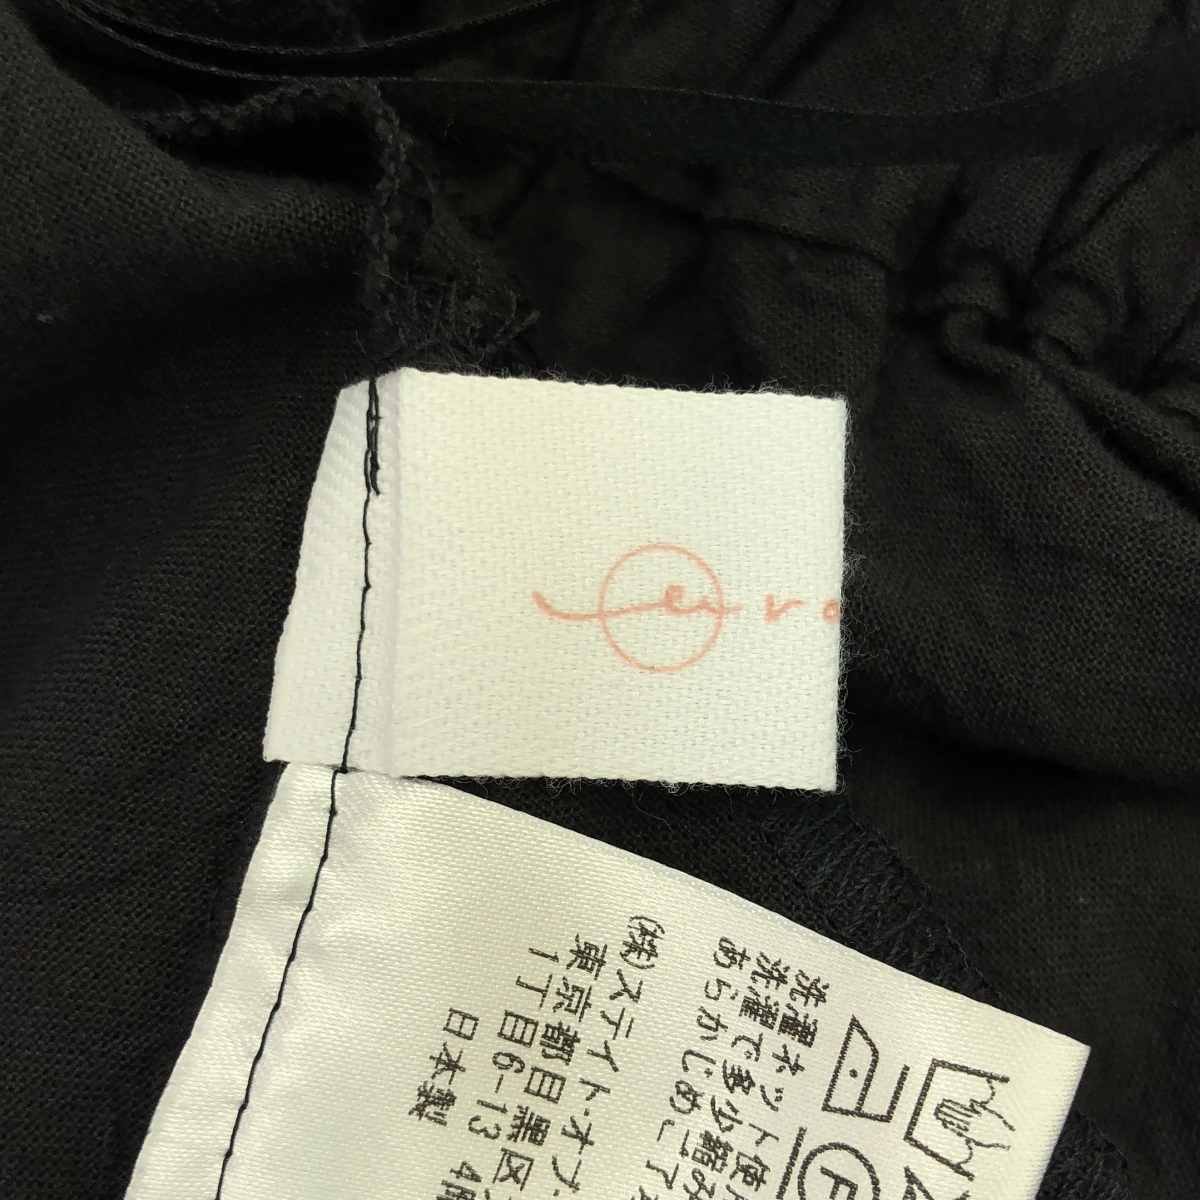 euro
洗濯ネット使
洗濯で多少縮み
あらかじめご了
(株)ステイト・オブ・
東京都目黒区
1丁目6-13 4
日本製
F